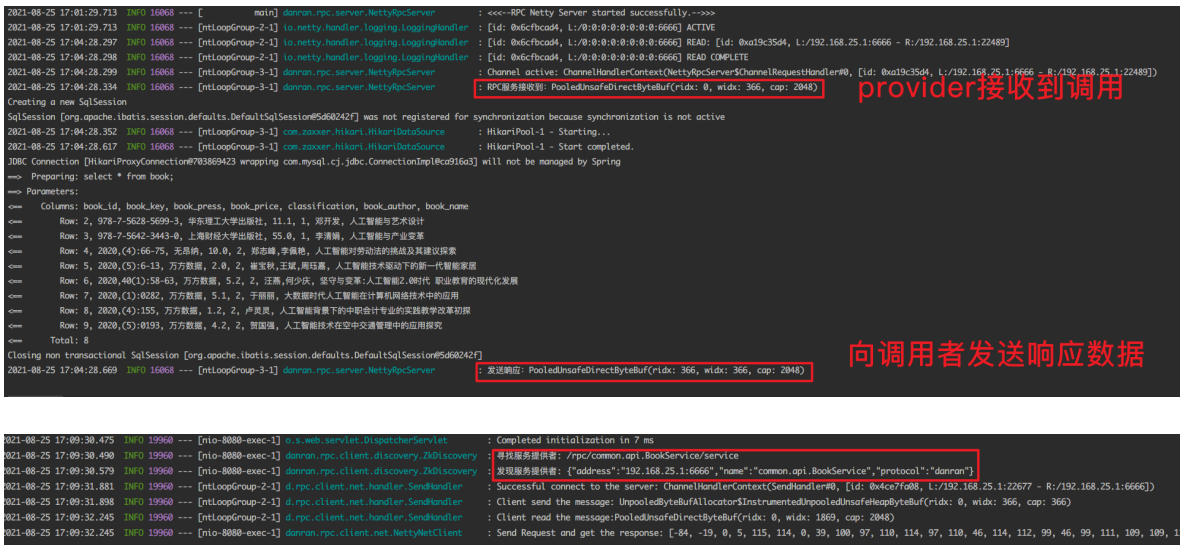 2021-08-25 17:01:29.713 INFO 16068 --- [ main] danran.rpc.server.NettyRpcServer : <<<--RPC Netty Server started successfully.-->>>
2021-08-25 17:01:29.713 INFO 16068 --- [ntLoopGroup-2-1] io.netty.handler.logging.LoggingHandler : [id: 0x6cfbcad4, L:/0:0:0:0:0:0:0:0:6666] ACTIVE
2021-08-25 17:04:28.297 INFO 16068 --- [ntLoopGroup-2-1] io.netty.handler.logging.LoggingHandler : [id: 0x6cfbcad4, L:/0:0:0:0:0:0:0:0:6666] READ: [id: 0xa19c35d4, L:/192.168.25.1:6666 - R:/192.168.25.1:22489]
2021-08-25 17:04:28.298 INFO 16068 --- [ntLoopGroup-2-1] io.netty.handler.logging.LoggingHandler : [id: 0x6cfbcad4, L:/0:0:0:0:0:0:0:0:6666] READ COMPLETE
2021-08-25 17:04:28.299 INFO 16068 --- [ntLoopGroup-3-1] danran.rpc.server.NettyRpcServer : Channel active: ChannelHandlerContext(NettyRpcServer$ChannelRequestHandler#0, [id: 0xa19c35d4, L:/192.168.25.1:6666 - R:/192.168.25.1:22489])
2021-08-25 17:04:28.334 INFO 16068 --- [ntLoopGroup-3-1] danran.rpc.server.NettyRpcServer : RPC服务接收到: PooledUnsafeDirectByteBuf(ridx: 0, widx: 366, cap: 2048)
provider接收到调用
Creating a new SqlSession
SqlSession [org.apache.ibatis.session.defaults.DefaultSqlSession@5d60242f] was not registered for synchronization because synchronization is not active
2021-08-25 17:04:28.352 INFO 16068 --- [ntLoopGroup-3-1] com.zaxxer.hikari.HikariDataSource : HikariPool-1 - Starting...
2021-08-25 17:04:28.617 INFO 16068 --- [ntLoopGroup-3-1] com.zaxxer.hikari.HikariDataSource : HikariPool-1 - Start completed.
JDBC Connection [HikariProxyConnection@703869423 wrapping com.mysql.cj.jdbc.ConnectionImpl@ca916a3] will not be managed by Spring
==> Preparing: select * from book;
==> Parameters:
<== Columns: book_id, book_key, book_press, book_price, classification, book_author, book_name
<== Row: 2, 978-7-5628-5699-3, 华东理工大学出版社, 11.1, 1, 邓开发, 人工智能与艺术设计
<== Row: 3, 978-7-5642-3443-0, 上海财经大学出版社, 55.0, 1, 李清娟, 人工智能与产业变革
<== Row: 4, 2020,(4):66-75, 无昂纳, 10.0, 2, 郑志峰,李佩艳, 人工智能对劳动法的挑战及其建议探索
<== Row: 5, 2020,(5):6-13, 万方数据, 2.0, 2, 崔宝秋,王斌,周珏嘉, 人工智能技术驱动下的新一代智能家居
<== Row: 6, 2020,40(1):58-63, 万方数据, 5.2, 2, 汪燕,何少庆, 坚守与变革:人工智能2.0时代 职业教育的现代化发展
<== Row: 7, 2020,(1):0282, 万方数据, 5.1, 2, 于丽丽, 大数据时代人工智能在计算机网络技术中的应用
<== Row: 8, 2020,(4):155, 万方数据, 1.2, 2, 卢灵灵, 人工智能背景下的中职会计专业的实践教学改革初探
<== Row: 9, 2020,(5):0193, 万方数据, 4.2, 2, 贺国强, 人工智能技术在空中交通管理中的应用探究
<== Total: 8
Closing non transactional SqlSession [org.apache.ibatis.session.defaults.DefaultSqlSession@5d60242f]
向调用者发送响应数据
2021-08-25 17:04:28.669 INFO 16068 --- [ntLoopGroup-3-1] danran.rpc.server.NettyRpcServer : 发送响应: PooledUnsafeDirectByteBuf(ridx: 366, widx: 366, cap: 2048)
2021-08-25 17:09:30.475 INFO 19960 --- [nio-8080-exec-1] o.s.web.servlet.DispatcherServlet : Completed initialization in 7 ms
2021-08-25 17:09:30.490 INFO 19960 --- [nio-8080-exec-1] danran.rpc.client.discovery.ZkDiscovery : 寻找服务提供者: /rpc/common.api.BookService/service
2021-08-25 17:09:30.579 INFO 19960 --- [nio-8080-exec-1] danran.rpc.client.discovery.ZkDiscovery : 发现服务提供者: {"address":"192.168.25.1:6666","name":"common.api.BookService","protocol":"danran"}
2021-08-25 17:09:31.881 INFO 19960 --- [ntLoopGroup-2-1] d.rpc.client.net.handler.SendHandler : Successful connect to the server: ChannelHandlerContext(SendHandler#0, [id: 0x4ce7fa08, L:/192.168.25.1:22677 - R:/192.168.25.1:6666])
2021-08-25 17:09:31.898 INFO 19960 --- [ntLoopGroup-2-1] d.rpc.client.net.handler.SendHandler : Client send the message: UnpooledByteBufAllocator$InstrumentedUnpooledUnsafeHeapByteBuf(ridx: 0, widx: 366, cap: 366)
2021-08-25 17:09:32.245 INFO 19960 --- [ntLoopGroup-2-1] d.rpc.client.net.handler.SendHandler : Client read the message:PooledUnsafeDirectByteBuf(ridx: 0, widx: 1869, cap: 2048)
2021-08-25 17:09:32.245 INFO 19960 --- [nio-8080-exec-1] danran.rpc.client.net.NettyNetClient : Send Request and get the response: [-84, -19, 0, 5, 115, 114, 0, 39, 100, 97, 110, 114, 97, 110, 46, 114, 112, 99, 46, 99, 111, 109, 109,